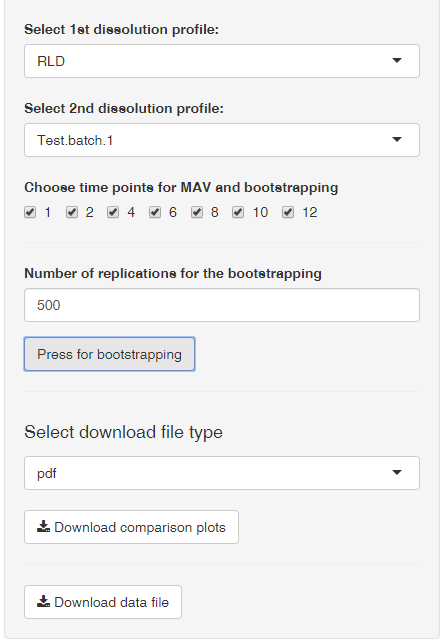 Select 1st dissolution profile:
RLD
Select 2nd dissolution profile:
Test.batch.1
Choose time points for MAV and bootstrapping
1 2 4 6 8 10 12
Number of replications for the bootstrapping
500
Press for bootstrapping
Select download file type
pdf
Download comparison plots
Download data file